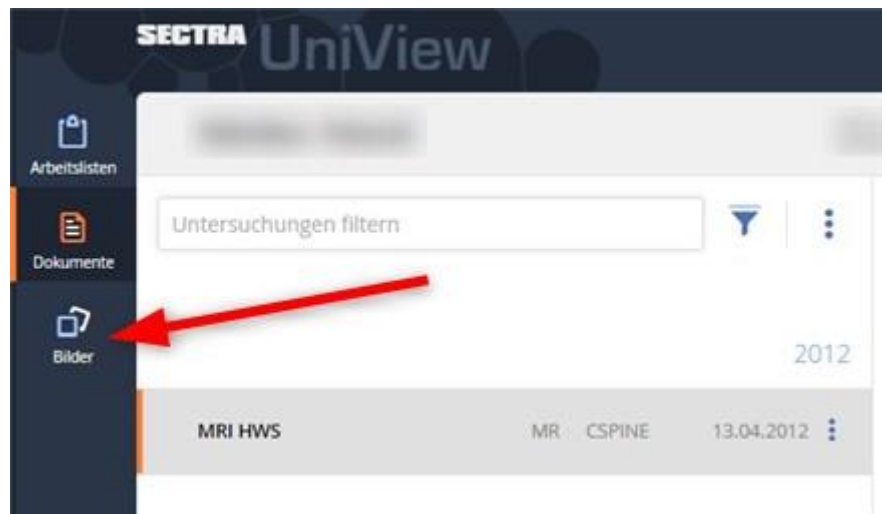 SECTRA UniView
Arbeitslisten
Untersuchungen filtern
Dokumente
Bilder
2012
MRI HWS MR CSPINE 13.04.2012